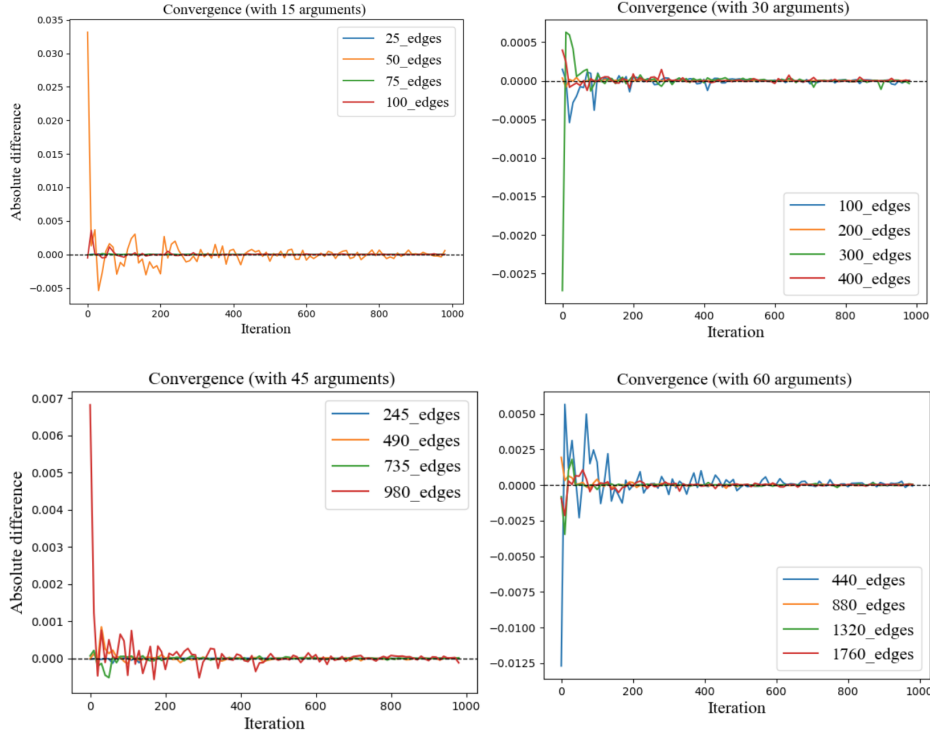 Convergence (with 15 arguments)
Absolute difference
0.035
0.030
0.025
0.020
0.015
0.010
0.005
0.000
−0.005
25_edges
50_edges
75_edges
100_edges
0 200 400 600 800 1000
Iteration
Convergence (with 30 arguments)
0.0005
0.0000
−0.0005
−0.0010
−0.0015
−0.0020
−0.0025
100_edges
200_edges
300_edges
400_edges
0 200 400 600 800 1000
Iteration
Convergence (with 45 arguments)
Absolute difference
0.007
0.006
0.005
0.004
0.003
0.002
0.001
0.000
245_edges
490_edges
735_edges
980_edges
0 200 400 600 800 1000
Iteration
Convergence (with 60 arguments)
0.0050
0.0025
0.0000
−0.0025
−0.0050
−0.0075
−0.0100
−0.0125
440_edges
880_edges
1320_edges
1760_edges
0 200 400 600 800 1000
Iteration